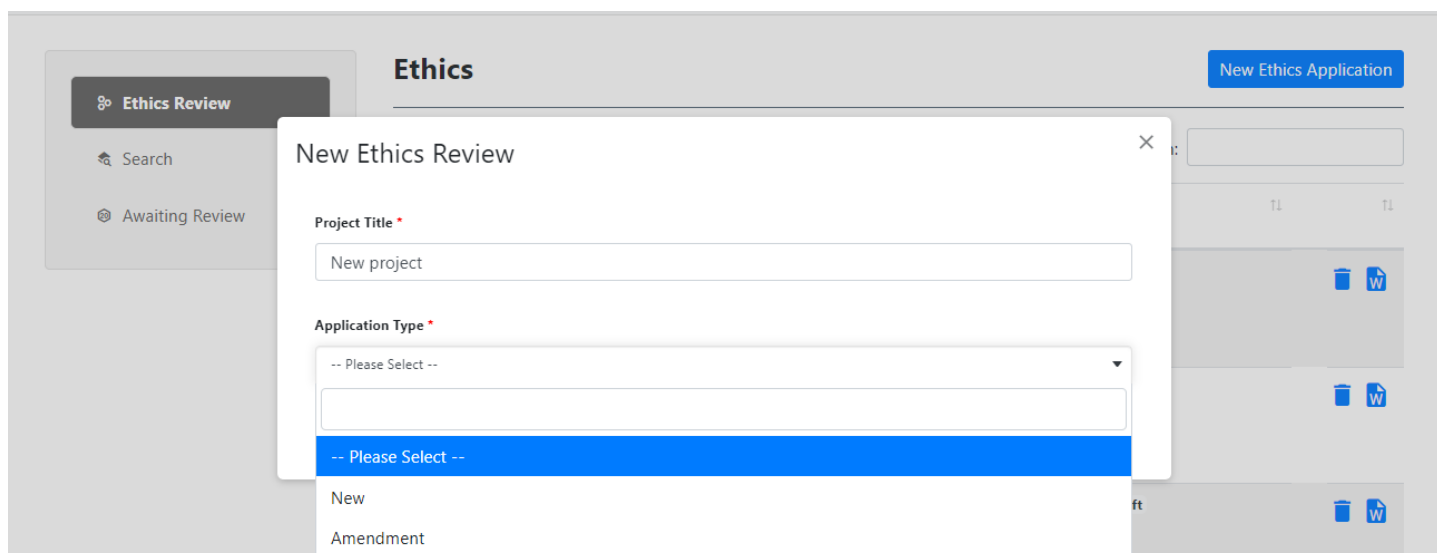 Ethics
New Ethics Application
Ethics Review
Search
Awaiting Review
New Ethics Review
×
Project Title *
New project
Application Type *
-- Please Select --
-- Please Select --
New
Amendment